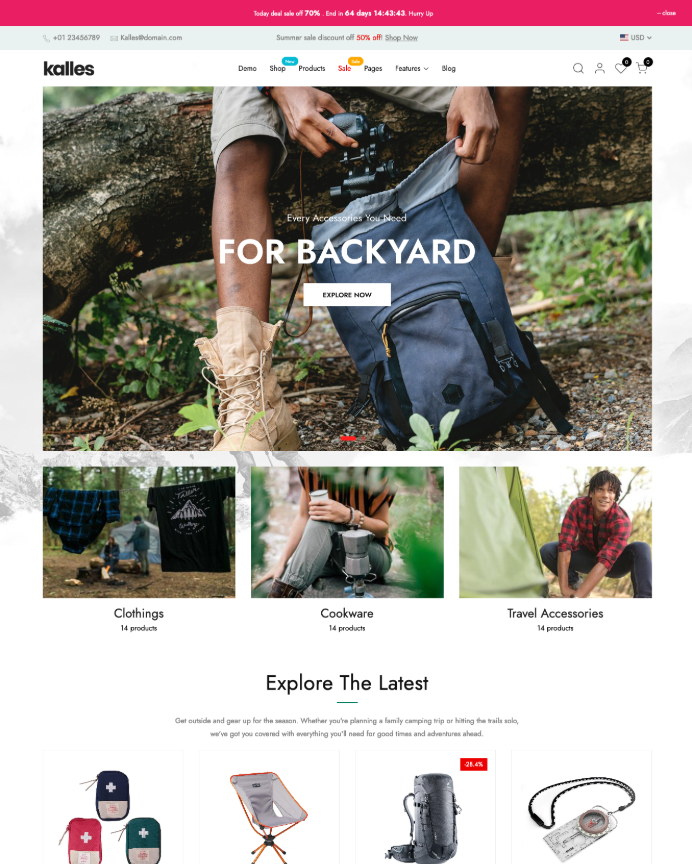 Today deal sale off 70% . End in 64 days 14:43:43. Hurry Up
– close
+01 23456789
Kalles@domain.com
Summer sale discount off 50% off! Shop Now
USD
kalles
Demo
Shop
New
Products
Sale
Sale
Pages
Features
Blog
0
0
Every Accessories You Need
FOR BACKYARD
EXPLORE NOW
Clothings
14 products
Cookware
14 products
Travel Accessories
14 products
Explore The Latest
Get outside and gear up for the season. Whether you're planning a family camping trip or hitting the trails solo,
we've got you covered with everything you'll need for good times and adventures ahead.
-28.4%